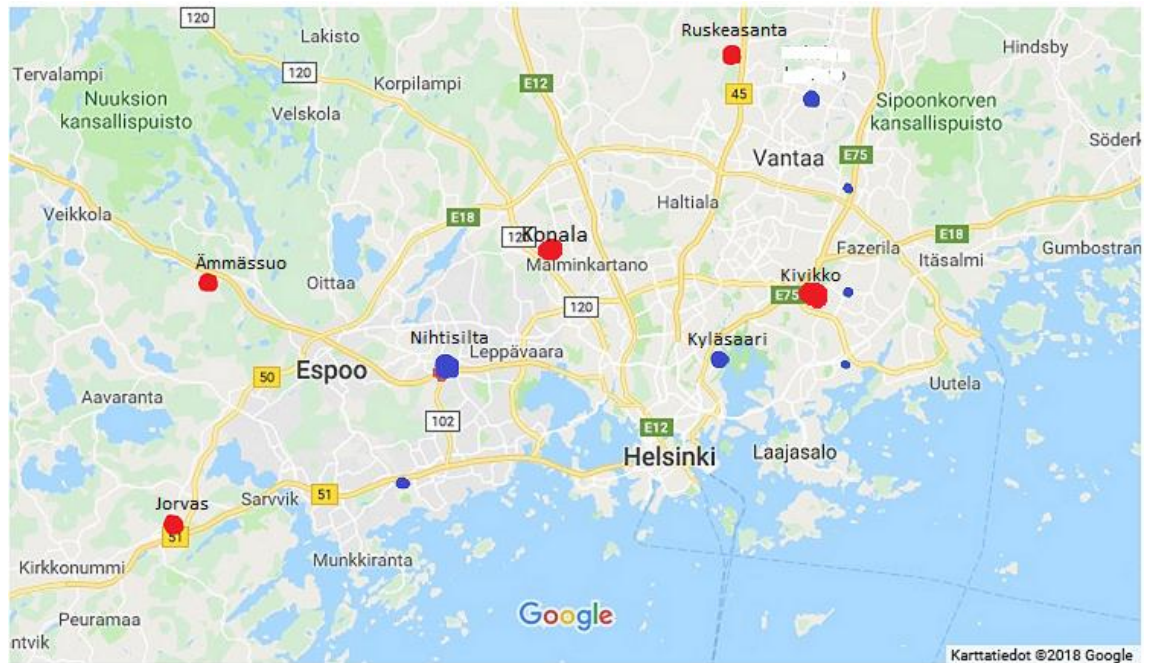 120
Ruskeasanta
Lakisto
Hindsby
Tervalampi
120
Korpilampi
E12
Nuuksion
kansallispuisto
45
Velskola
Sipoonkorven
kansallispuisto
Vantaa
E75
Söderk
Haltiala
Veikkola
E18
Konala
E18
Fazerila
Itäsalmi
Gumbostran
Ämmässuo
Malminkartano
Oittaa
Kivikko
E75
120
Nihtisilta
Leppävaara
Kyläsaari
Espoo
50
Uutela
Aavaranta
102
E12
Helsinki
Laajasalo
Sarvvik
51
Jorvas
51
Munkkiranta
Kirkkonummi
Google
Peuramaa
ntvik
Karttatiedot ©2018 Google